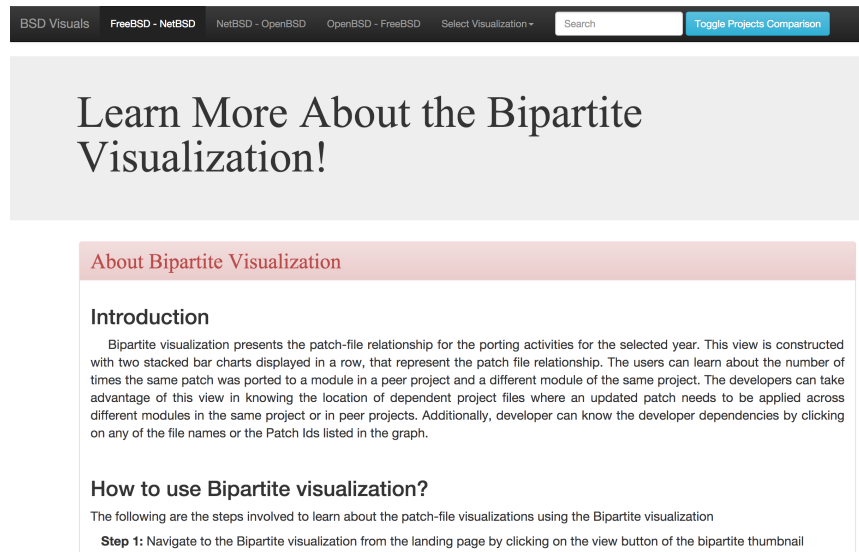 BSD Visuals FreeBSD - NetBSD NetBSD - OpenBSD OpenBSD - FreeBSD Select Visualization Search Toggle Projects Comparison
Learn More About the Bipartite
Visualization!
About Bipartite Visualization
Introduction
Bipartite visualization presents the patch-file relationship for the porting activities for the selected year. This view is constructed
with two stacked bar charts displayed in a row, that represent the patch file relationship. The users can learn about the number of
times the same patch was ported to a module in a peer project and a different module of the same project. The developers can take
advantage of this view in knowing the location of dependent project files where an updated patch needs to be applied across
different modules in the same project or in peer projects. Additionally, developer can know the developer dependencies by clicking
on any of the file names or the Patch Ids listed in the graph.
How to use Bipartite visualization?
The following are the steps involved to learn about the patch-file visualizations using the Bipartite visualization
Step 1: Navigate to the Bipartite visualization from the landing page by clicking on the view button of the bipartite thumbnail